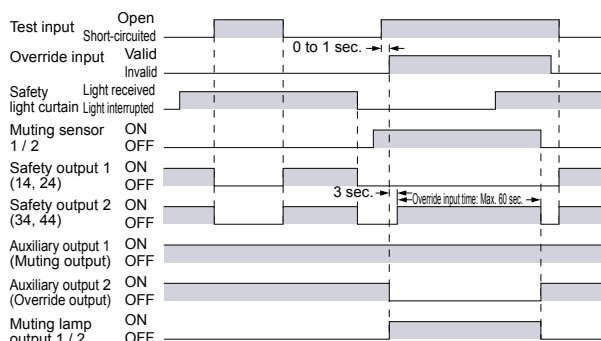 Test input Open
Short-circuited
0 to 1 sec.
Override input Valid
Invalid
Safety light curtain Light received
Light interrupted
Muting sensor 1 / 2 ON
OFF
Safety output 1 (14, 24) ON
OFF
3 sec.
Override input time: Max. 60 sec.
Safety output 2 (34, 44) ON
OFF
Auxiliary output 1 (Muting output) ON
OFF
Auxiliary output 2 (Override output) ON
OFF
Muting lamp output 1 / 2 ON
OFF